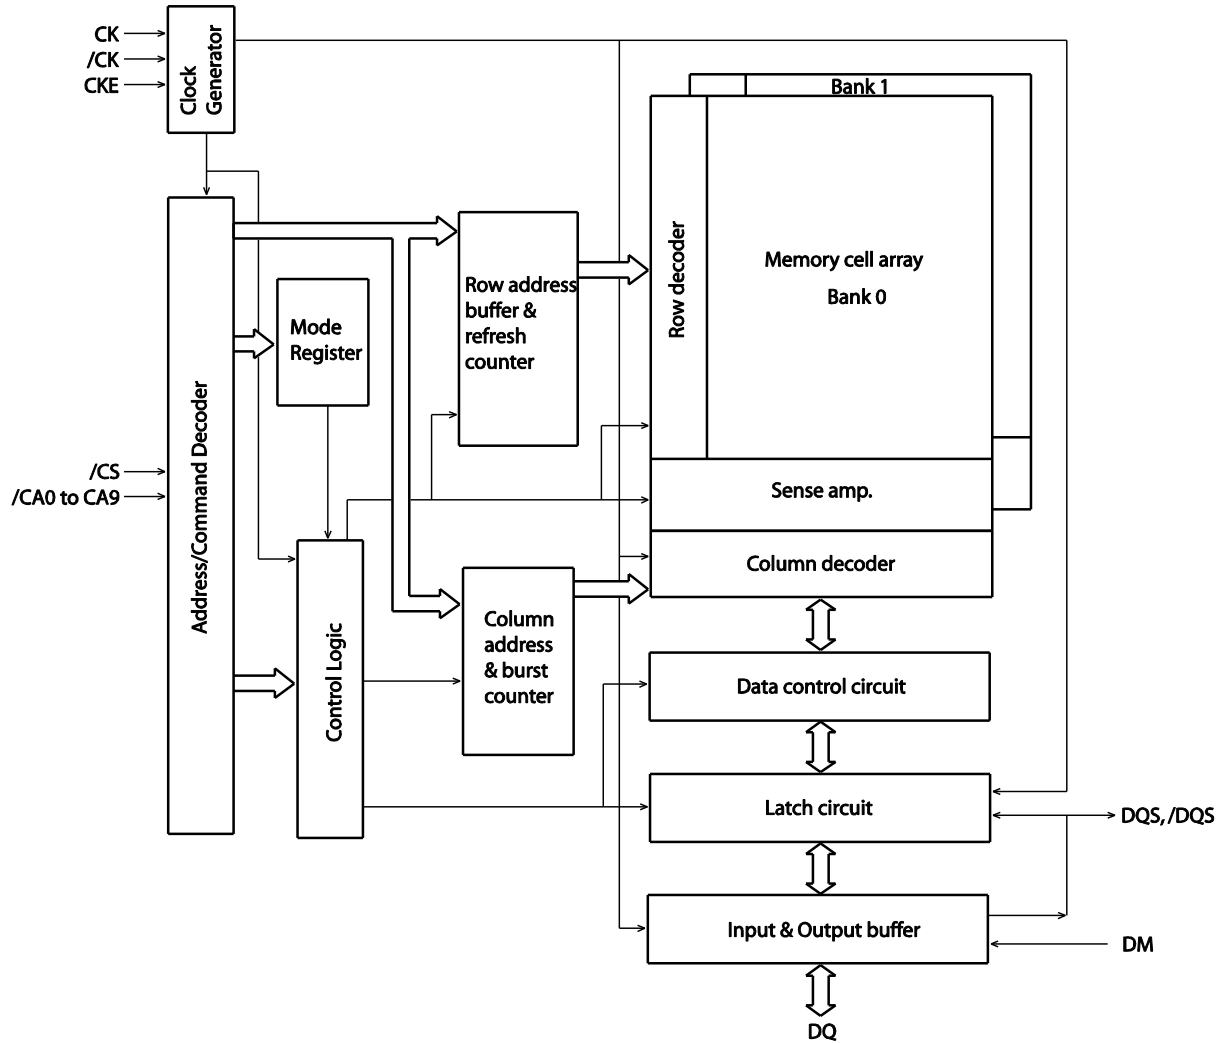 CK
/CK
CKE
Clock
Generator
Bank 1
Row decoder
Memory cell array
Bank 0
Row address
buffer &
refresh
counter
Mode
Register
Address/Command Decoder
/CS
/CA0 to CA9
Sense amp.
Column decoder
Control Logic
Column
address
& burst
counter
Data control circuit
Latch circuit
DQS, /DQS
Input & Output buffer
DM
DQ